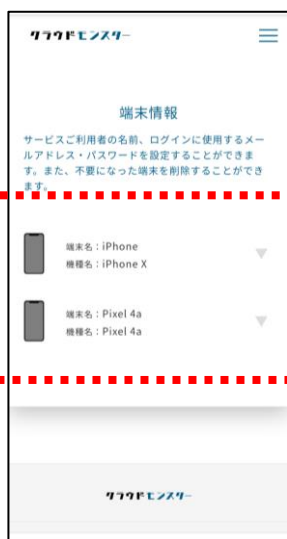 クラウドモンスター
端末情報
サービスご利用者の名前、ログインに使用するメー
ルアドレス・パスワードを設定することができま
す。また、不要になった端末を削除することができ
ます。
端末名：iPhone
機種名：iPhone X
端末名：Pixel 4a
機種名：Pixel 4a
クラウドモンスター